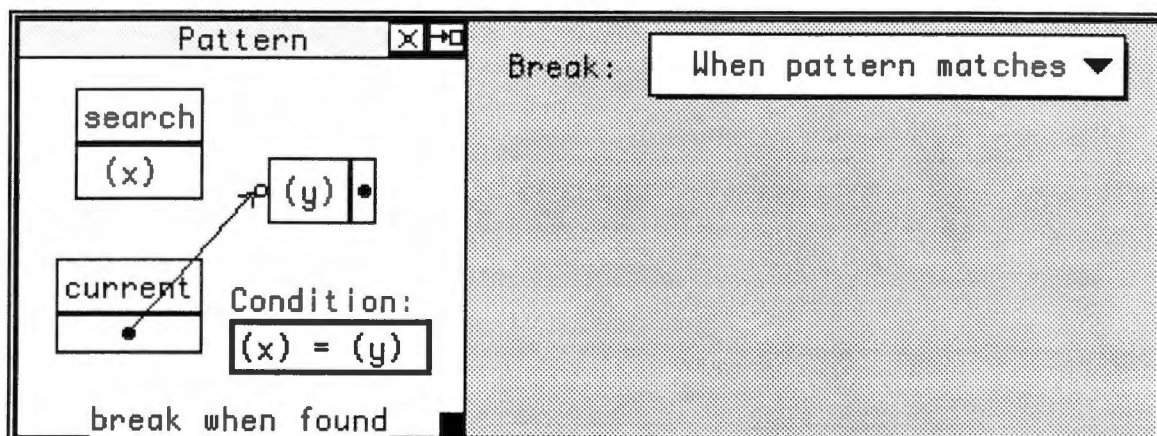 Pattern
Break: When pattern matches
search
(x)
(y)
current
Condition:
(x) = (y)
break when found